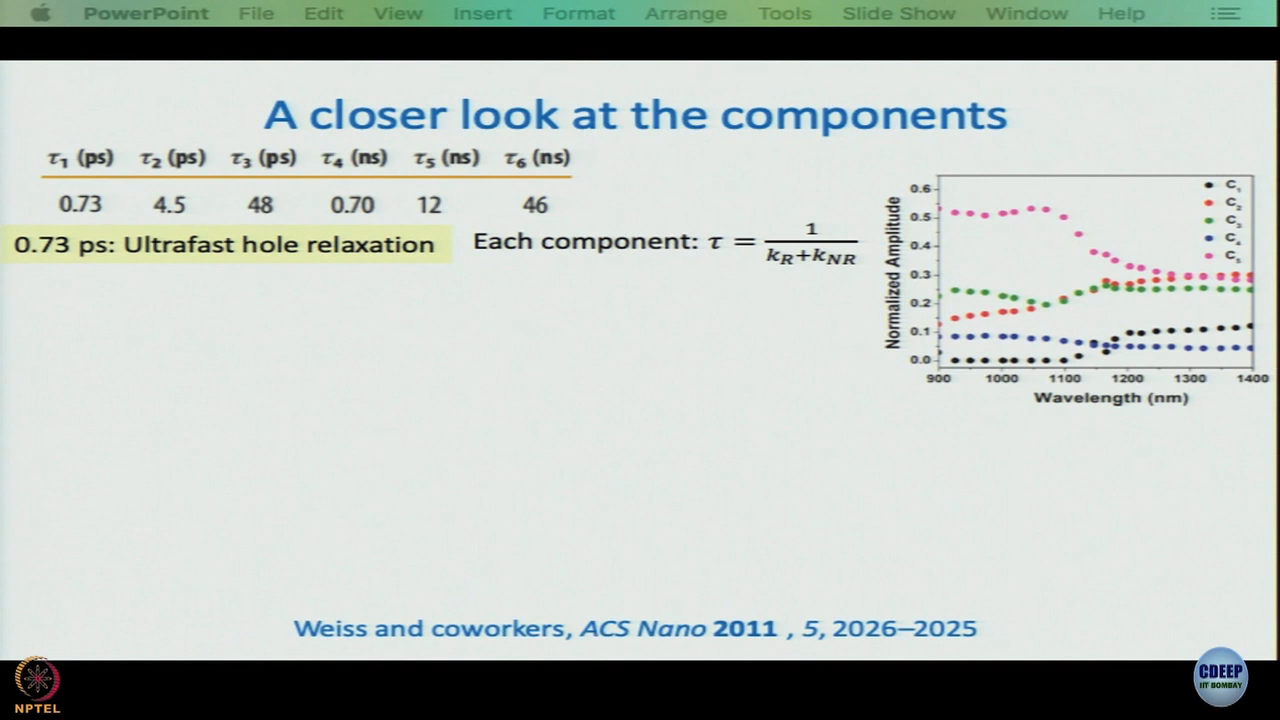 PowerPoint File Edit View Insert Format Arrange Tools Slide Show Window Help
A closer look at the components
τ1 (ps) τ2 (ps) τ3 (ps) τ4 (ns) τ5 (ns) τ6 (ns)
0.73 4.5 48 0.70 12 46
0.73 ps: Ultrafast hole relaxation
Each component: τ = 1 / (kR+kNR)
Normalized Amplitude
0.6
0.5
0.4
0.3
0.2
0.1
0.0
C1
C2
C3
C4
C5
900 1000 1100 1200 1300 1400
Wavelength (nm)
Weiss and coworkers, ACS Nano 2011 , 5, 2026–2025
NPTEL
CDEEP
IIT BOMBAY